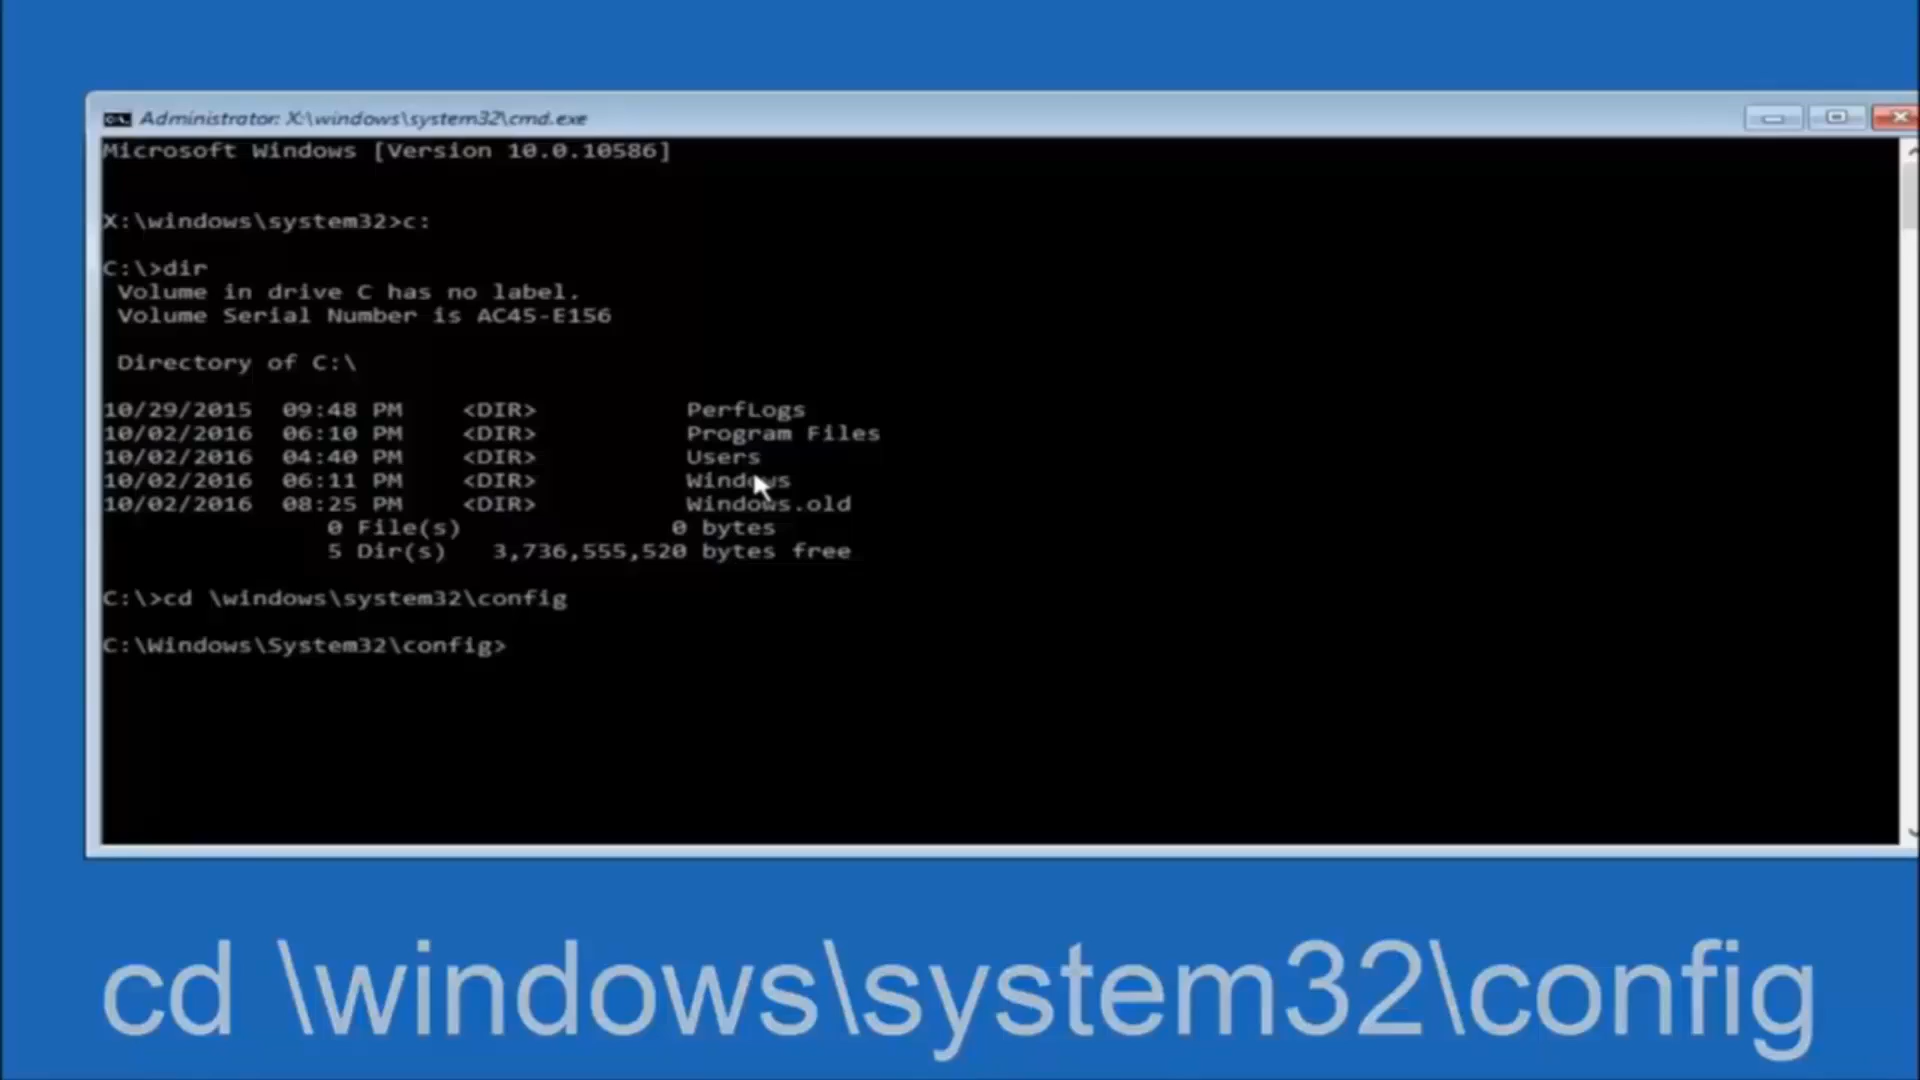 Administrator: X:\windows\system32\cmd.exe
Microsoft Windows [Version 10.0.10586]
X:\windows\system32>c:
C:\>dir
Volume in drive C has no label.
Volume Serial Number is AC45-E156
Directory of C:\
10/29/2015 09:48 PM <DIR> PerfLogs
10/02/2016 06:10 PM <DIR> Program Files
10/02/2016 04:40 PM <DIR> Users
10/02/2016 06:11 PM <DIR> Windows
10/02/2016 08:25 PM <DIR> Windows.old
0 File(s) 0 bytes
5 Dir(s) 3,736,555,520 bytes free
C:\>cd \windows\system32\config
C:\Windows\System32\config>
cd \windows\system32\config